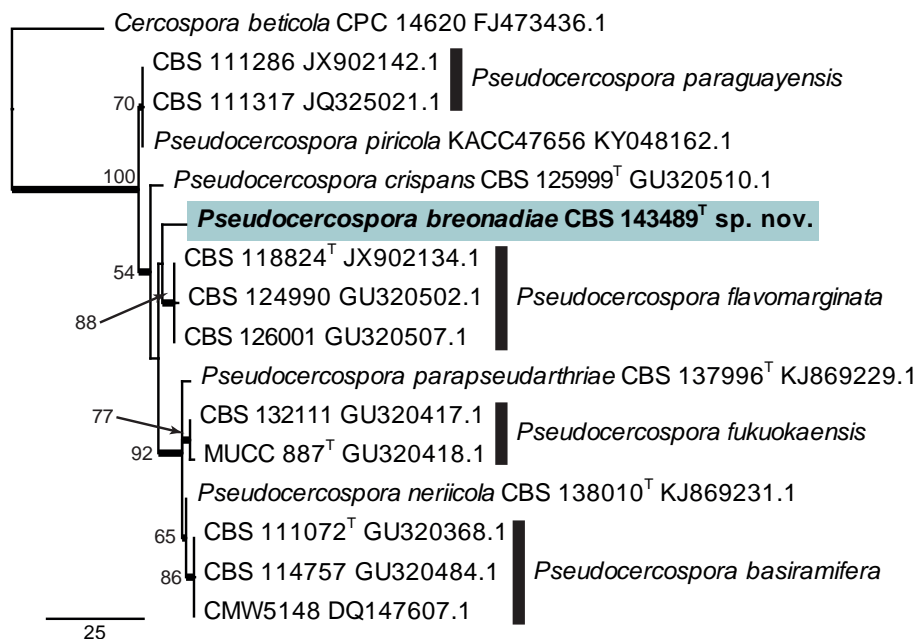 Cercospora beticola CPC 14620 FJ473436.1
CBS 111286 JX902142.1
Pseudocercospora paraguayensis
70
CBS 111317 JQ325021.1
Pseudocercospora piricola KACC47656 KY048162.1
100
Pseudocercospora crispans CBS 125999T GU320510.1
Pseudocercospora breonadiae CBS 143489T sp. nov.
54
CBS 118824T JX902134.1
CBS 124990 GU320502.1
Pseudocercospora flavomarginata
88
CBS 126001 GU320507.1
Pseudocercospora parapseudarthriae CBS 137996T KJ869229.1
77
CBS 132111 GU320417.1
Pseudocercospora fukuokaensis
92
MUCC 887T GU320418.1
Pseudocercospora neriicola CBS 138010T KJ869231.1
65
CBS 111072T GU320368.1
86
CBS 114757 GU320484.1
Pseudocercospora basiramifera
CMW5148 DQ147607.1
25